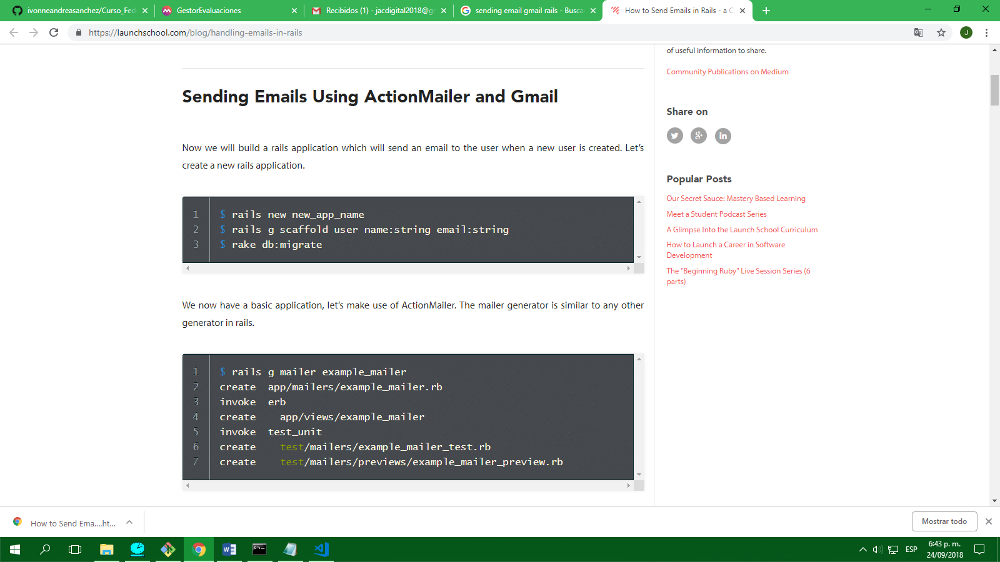 ivonneandreasanchez/Curso_Fed
GestorEvaluaciones
Recibidos (1) - jacdigital2018@g
sending email gmail rails - Busca
How to Send Emails in Rails - a C
https://launchschool.com/blog/handling-emails-in-rails
J
Sending Emails Using ActionMailer and Gmail
Now we will build a rails application which will send an email to the user when a new user is created. Let’s
create a new rails application.
1 $ rails new new_app_name
2 $ rails g scaffold user name:string email:string
3 $ rake db:migrate
We now have a basic application, let’s make use of ActionMailer. The mailer generator is similar to any other
generator in rails.
1 $ rails g mailer example_mailer
2 create  app/mailers/example_mailer.rb
3 invoke  erb
4 create    app/views/example_mailer
5 invoke  test_unit
6 create    test/mailers/example_mailer_test.rb
7 create    test/mailers/previews/example_mailer_preview.rb
of useful information to share.
Community Publications on Medium
Share on
Popular Posts
Our Secret Sauce: Mastery Based Learning
Meet a Student Podcast Series
A Glimpse Into the Launch School Curriculum
How to Launch a Career in Software
Development
The "Beginning Ruby" Live Session Series (6
parts)
How to Send Ema....ht...
Mostrar todo
ESP
6:43 p. m.
24/09/2018